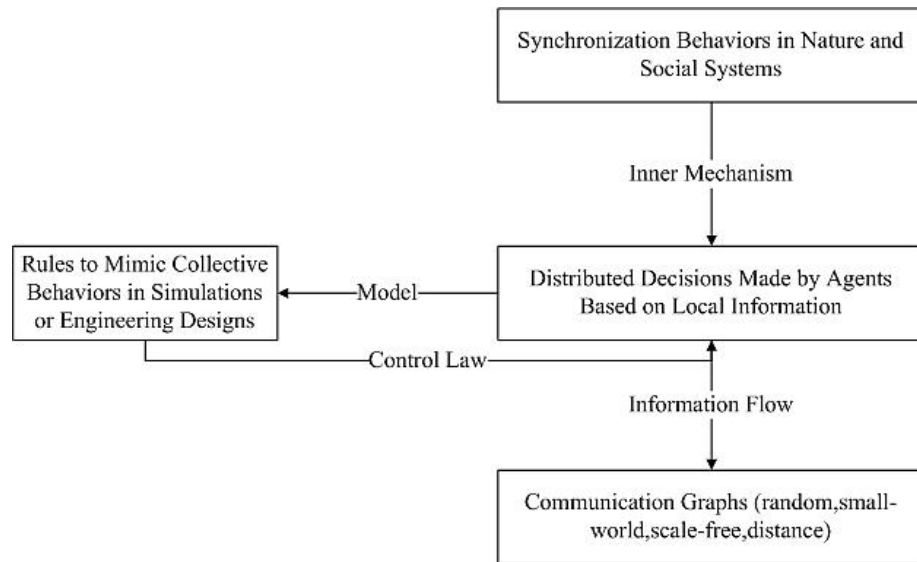 Synchronization Behaviors in Nature and
Social Systems
Inner Mechanism
Rules to Mimic Collective
Behaviors in Simulations
or Engineering Designs
Model
Distributed Decisions Made by Agents
Based on Local Information
Control Law
Information Flow
Communication Graphs (random,small-
world,scale-free,distance)